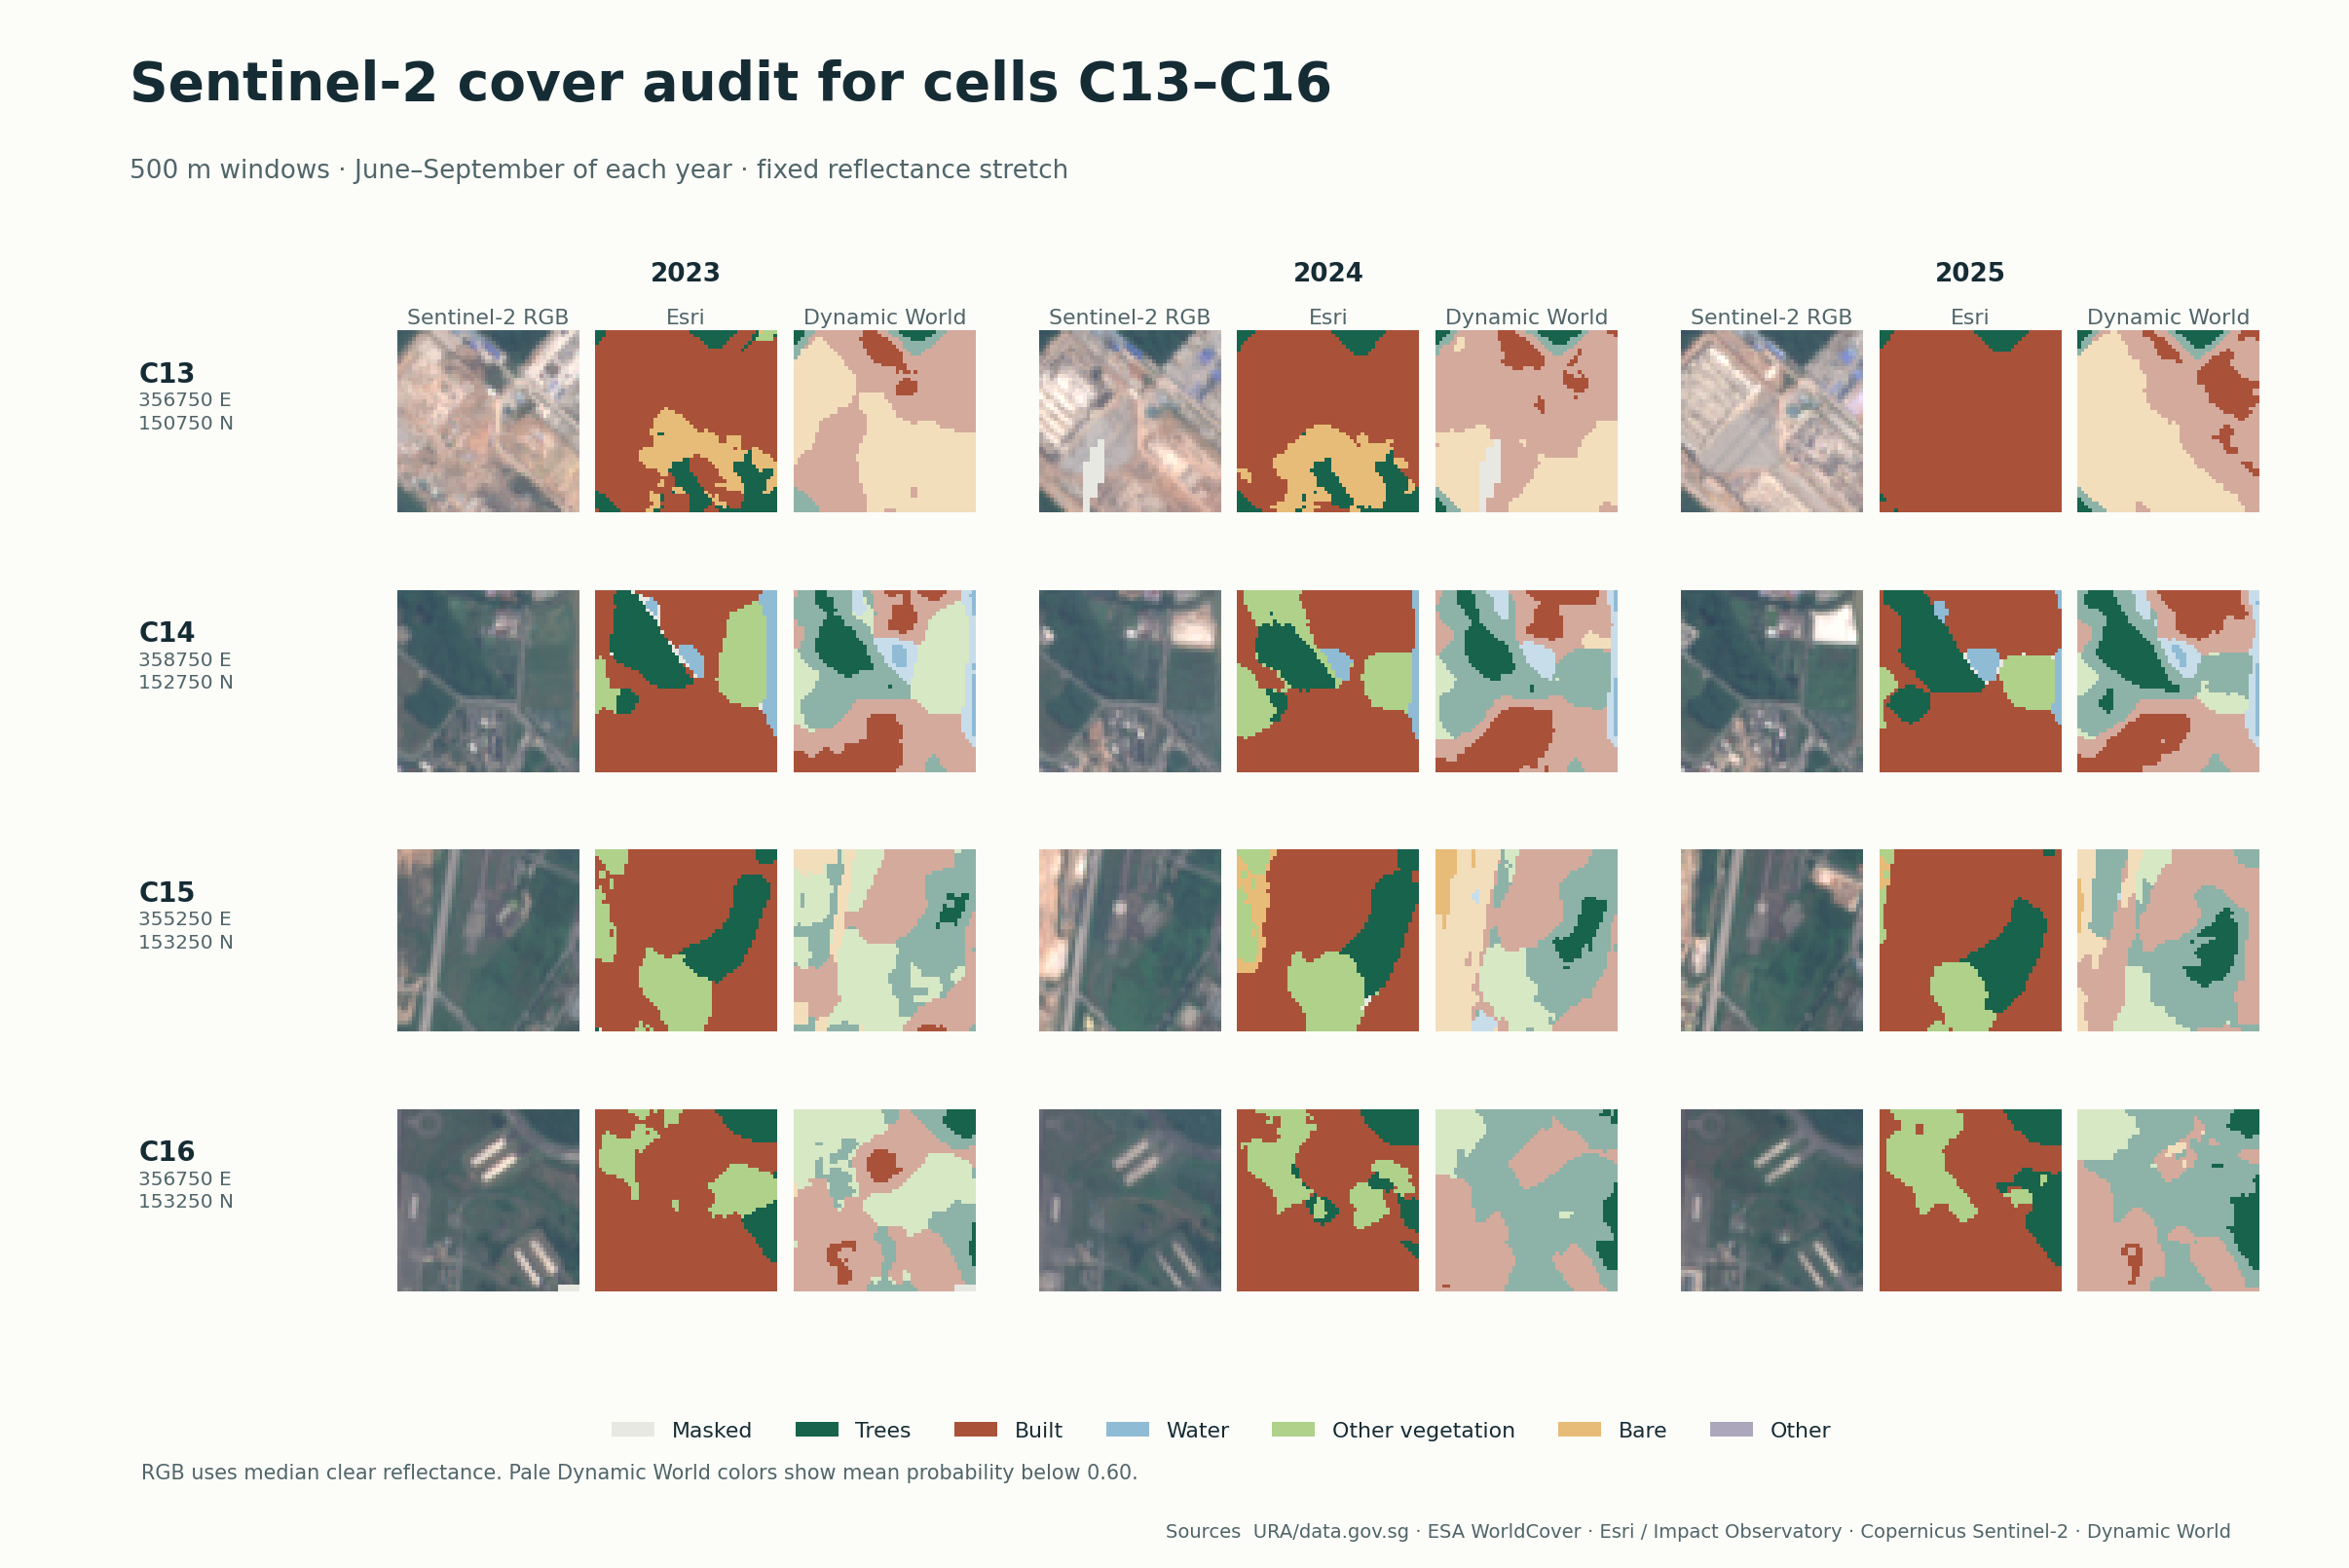 Sentinel-2 cover audit for cells C13–C16
500 m windows · June–September of each year · fixed reflectance stretch
2023 2024 2025
Sentinel-2 RGB Esri Dynamic World Sentinel-2 RGB Esri Dynamic World Sentinel-2 RGB Esri Dynamic World
C13
356750 E
150750 N
C14
358750 E
152750 N
C15
355250 E
153250 N
C16
356750 E
153250 N
Masked Trees Built Water Other vegetation Bare Other
RGB uses median clear reflectance. Pale Dynamic World colors show mean probability below 0.60.
Sources  URA/data.gov.sg · ESA WorldCover · Esri / Impact Observatory · Copernicus Sentinel-2 · Dynamic World